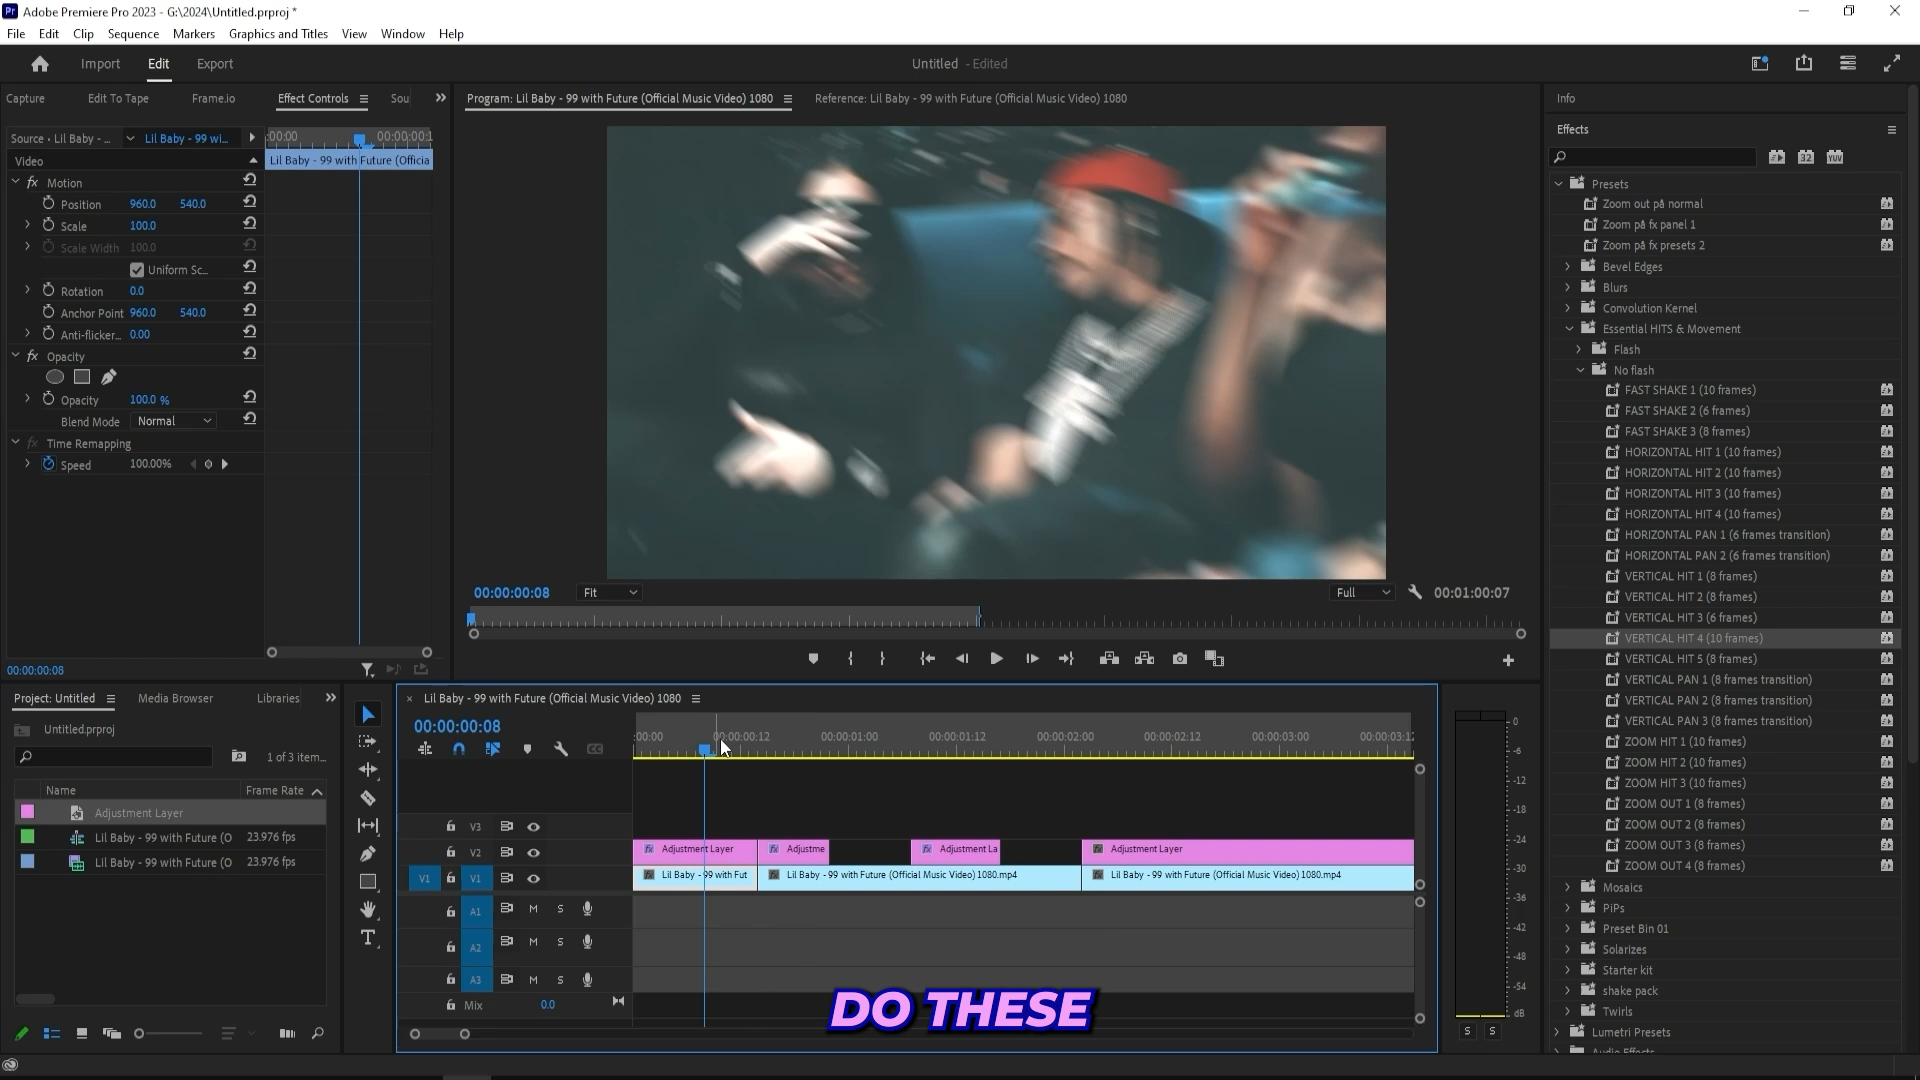 Adobe Premiere Pro 2023 - G:\2024\Untitled.prproj *
File Edit Clip Sequence Markers Graphics and Titles View Window Help
Import Edit Export
Untitled - Edited
Capture Edit To Tape Frame.io Effect Controls Sou
Source • Lil Baby - ... Lil Baby - 99 wi...
:00:00 00:00:00:1
Video
Lil Baby - 99 with Future (Officia
Motion
Position 960.0 540.0
Scale 100.0
Scale Width 100.0
Uniform Sc...
Rotation 0.0
Anchor Point 960.0 540.0
Anti-flicker... 0.00
Opacity
Opacity 100.0 %
Blend Mode Normal
Time Remapping
Speed 100.00%
00:00:00:08
Program: Lil Baby - 99 with Future (Official Music Video) 1080
Reference: Lil Baby - 99 with Future (Official Music Video) 1080
00:00:00:08 Fit Full 00:01:00:07
Info
Effects
32 YUV
Presets
Zoom out på normal
Zoom på fx panel 1
Zoom på fx presets 2
Bevel Edges
Blurs
Convolution Kernel
Essential HITS & Movement
Flash
No flash
FAST SHAKE 1 (10 frames)
FAST SHAKE 2 (6 frames)
FAST SHAKE 3 (8 frames)
HORIZONTAL HIT 1 (10 frames)
HORIZONTAL HIT 2 (10 frames)
HORIZONTAL HIT 3 (10 frames)
HORIZONTAL HIT 4 (10 frames)
HORIZONTAL PAN 1 (6 frames transition)
HORIZONTAL PAN 2 (6 frames transition)
VERTICAL HIT 1 (8 frames)
VERTICAL HIT 2 (8 frames)
VERTICAL HIT 3 (6 frames)
VERTICAL HIT 4 (10 frames)
VERTICAL HIT 5 (8 frames)
VERTICAL PAN 1 (8 frames transition)
VERTICAL PAN 2 (8 frames transition)
VERTICAL PAN 3 (8 frames transition)
ZOOM HIT 1 (10 frames)
ZOOM HIT 2 (10 frames)
ZOOM HIT 3 (10 frames)
ZOOM OUT 1 (8 frames)
ZOOM OUT 2 (8 frames)
ZOOM OUT 3 (8 frames)
ZOOM OUT 4 (8 frames)
Mosaics
PiPs
Preset Bin 01
Solarizes
Starter kit
shake pack
Twirls
Lumetri Presets
Audio Effects
Project: Untitled Media Browser Libraries
Untitled.prproj
1 of 3 item...
Name Frame Rate
Adjustment Layer
Lil Baby - 99 with Future (O 23.976 fps
Lil Baby - 99 with Future (O 23.976 fps
Lil Baby - 99 with Future (Official Music Video) 1080
00:00:00:08
:00:00 00:00:00:12 00:00:01:00 00:00:01:12 00:00:02:00 00:00:02:12 00:00:03:00 00:00:03:12
V3
V2 Adjustment Layer Adjustme Adjustment La Adjustment Layer
V1 V1 Lil Baby - 99 with Fut Lil Baby - 99 with Future (Official Music Video) 1080.mp4 Lil Baby - 99 with Future (Official Music Video) 1080.mp4
A1 M S
A2 M S
A3 M S
Mix 0.0
DO THESE
0
-6
-12
-18
-24
-30
-36
-42
-48
-54
dB
S S